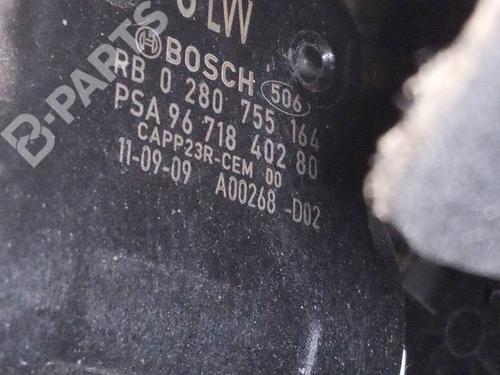 LW
BOSCH 506
RB 0 280 755 164
PSA 96 718 402 80
CAPP23R-CEM 00
11-09-09 A00268-D02
B-PARTS